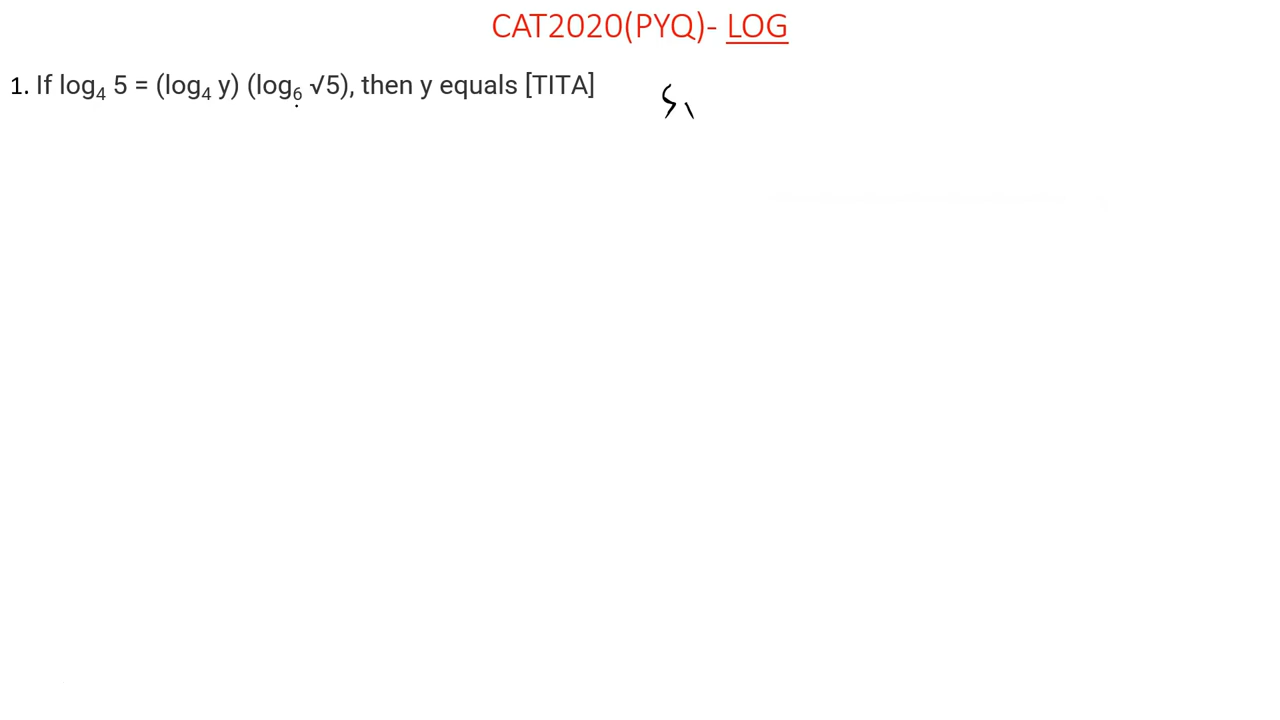 CAT2020(PYQ)- LOG
1. If log₄ 5 = (log₄ y) (log₆ √5), then y equals [TITA]